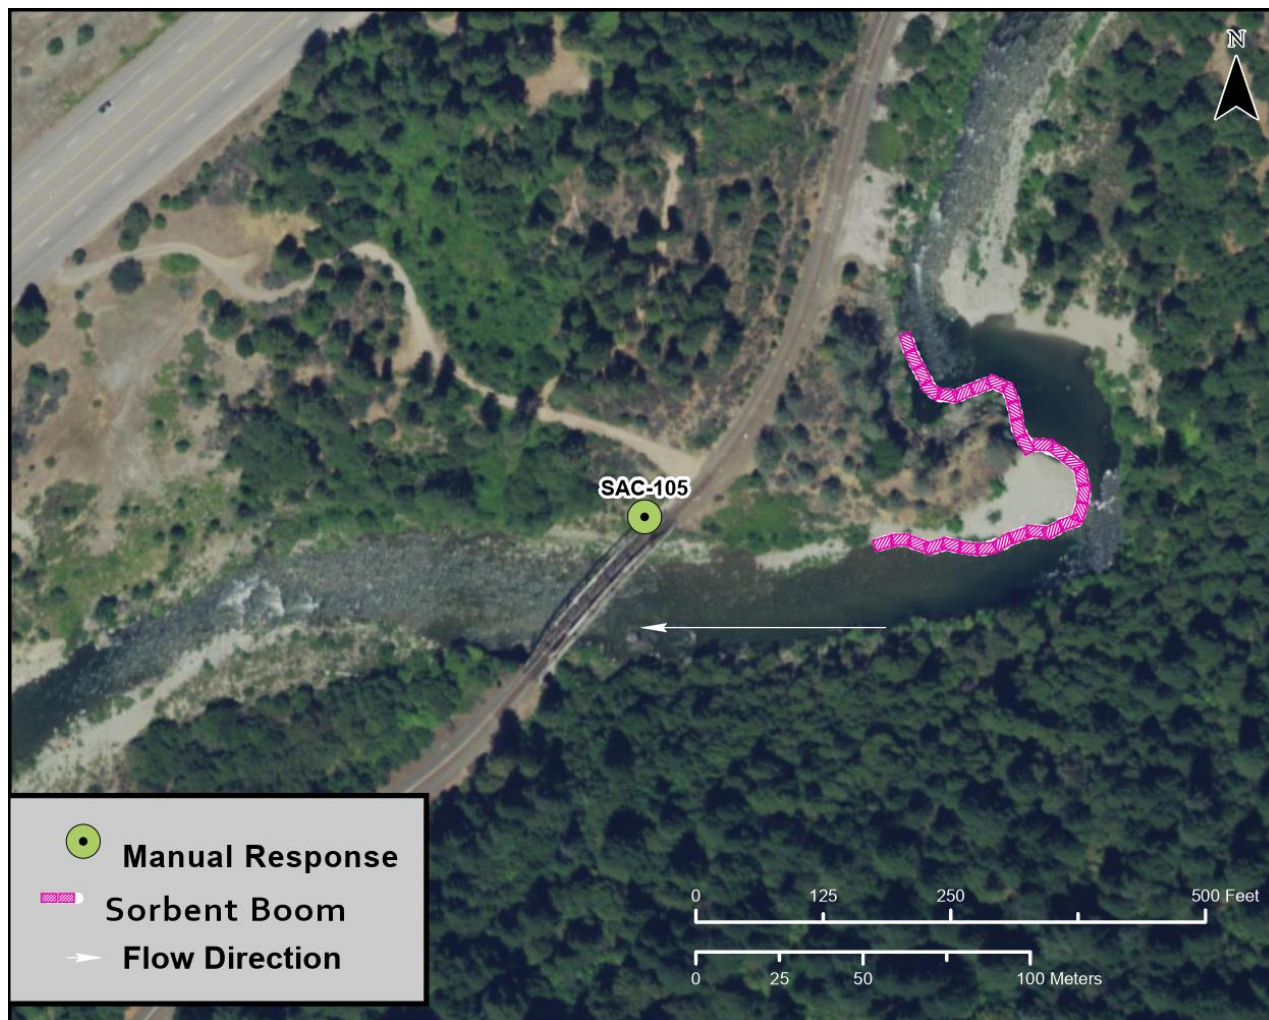 N
SAC-105
Manual Response
Sorbent Boom
Flow Direction
0 125 250 500 Feet
0 25 50 100 Meters